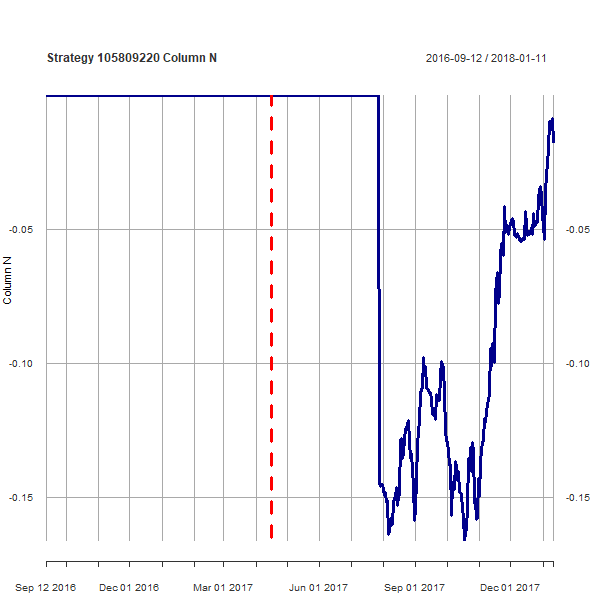 Strategy 105809220 Column N
2016-09-12 / 2018-01-11
Column N
-0.05
-0.05
-0.10
-0.10
-0.15
-0.15
Sep 12 2016
Dec 01 2016
Mar 01 2017
Jun 01 2017
Sep 01 2017
Dec 01 2017